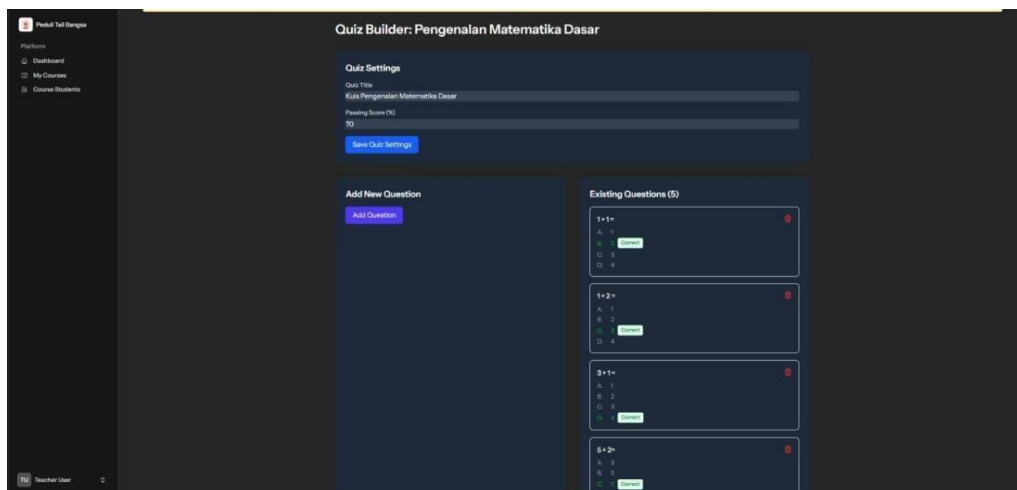 Peduli Tali Bangsa
Platform
Dashboard
My Courses
Course Students
TU Teacher User
Quiz Builder: Pengenalan Matematika Dasar
Quiz Settings
Quiz Title
Kuis Pengenalan Matematika Dasar
Passing Score (%)
70
Save Quiz Settings
Add New Question
Add Question
Existing Questions (5)
1+1=
A. 1
B. 2 Correct
C. 3
D. 4
1+2=
A. 1
B. 2
C. 3 Correct
D. 4
3+1=
A. 1
B. 2
C. 3
D. 4 Correct
5+2=
A. 3
B. 5
C. 7 Correct